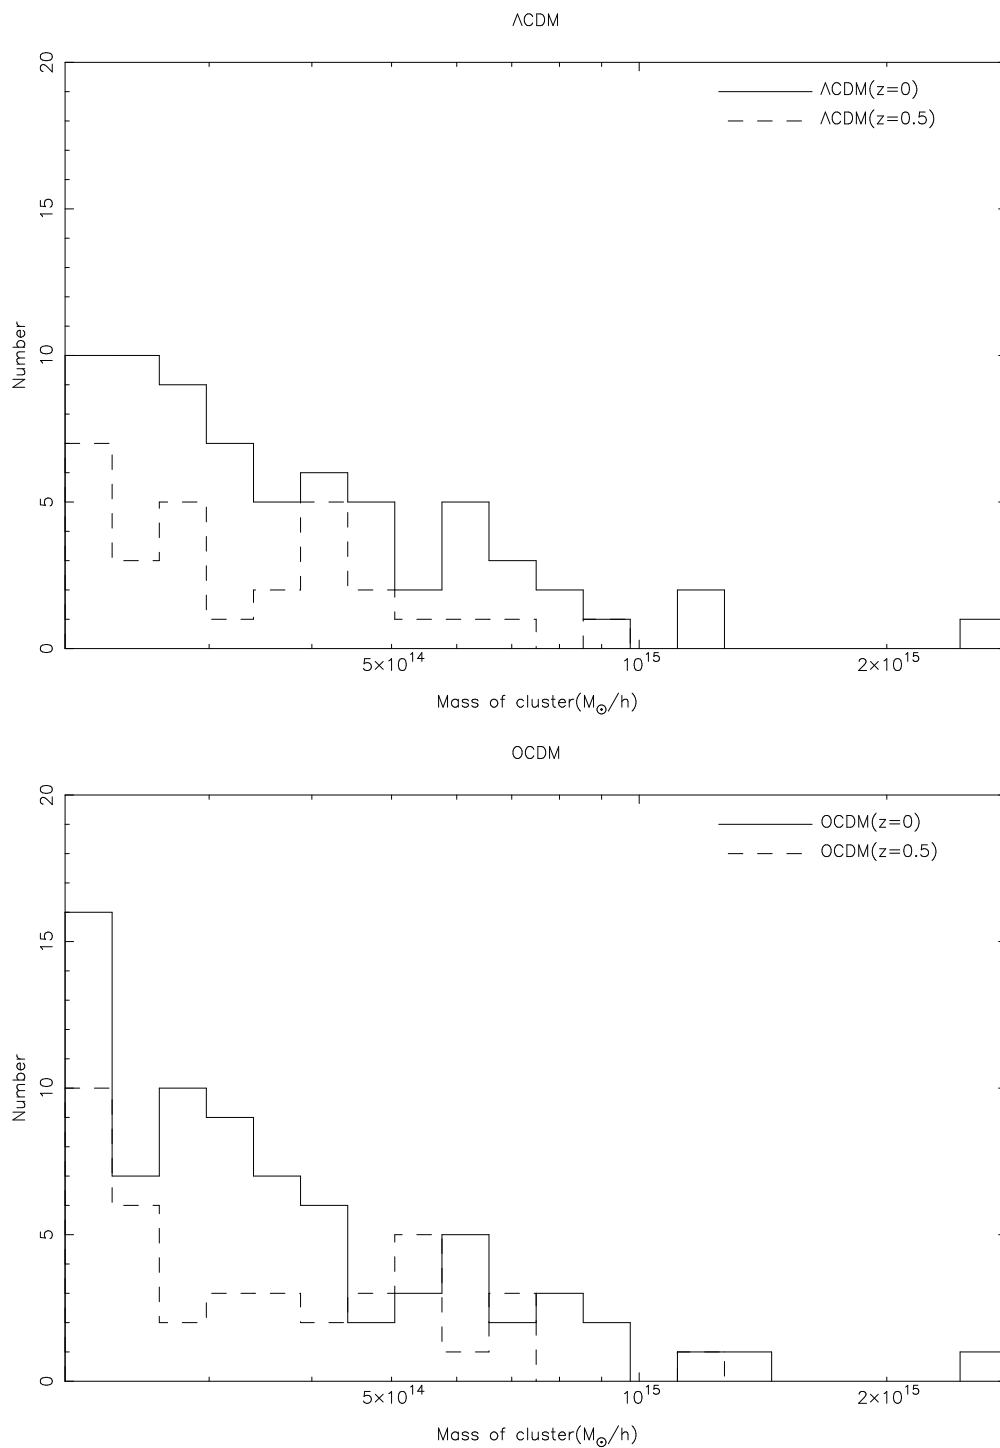 ΛCDM
20
15
10
5
0
Number
ΛCDM(z=0)
ΛCDM(z=0.5)
5×10¹⁴
10¹⁵
2×10¹⁵
Mass of cluster(M☉/h)
OCDM
20
15
10
5
0
Number
OCDM(z=0)
OCDM(z=0.5)
5×10¹⁴
10¹⁵
2×10¹⁵
Mass of cluster(M☉/h)